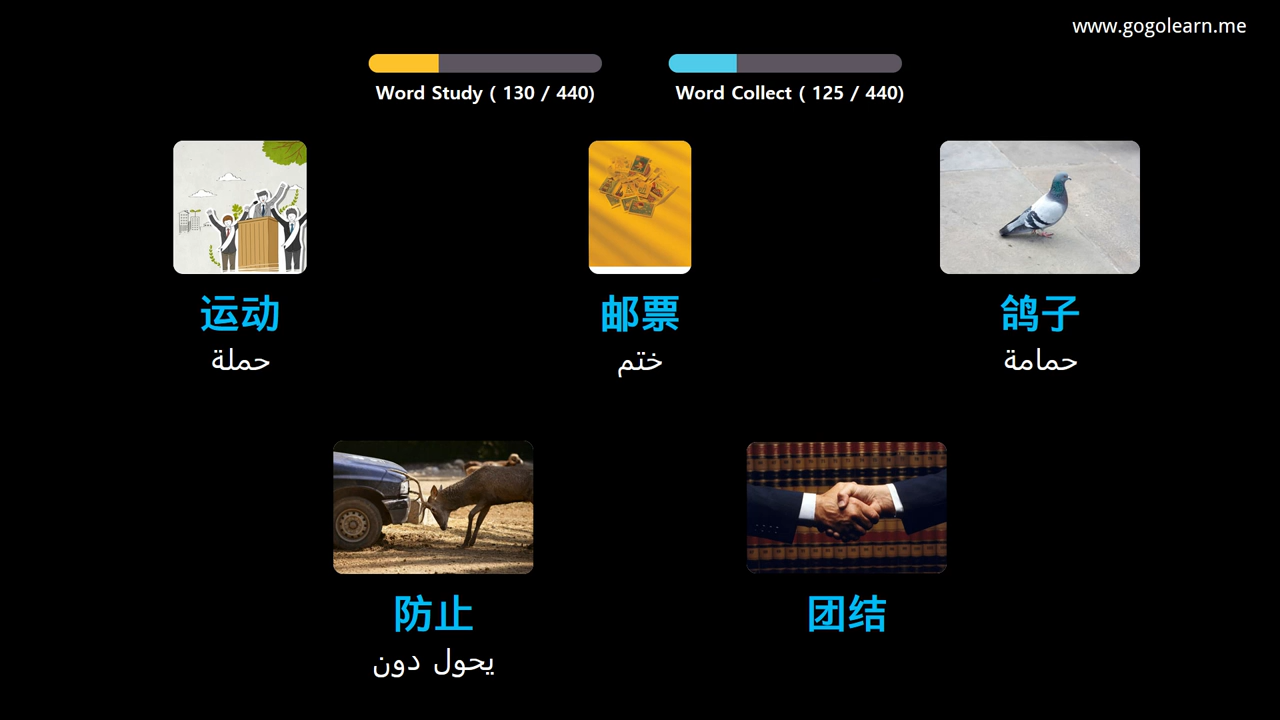 www.gogolearn.me
Word Study ( 130 / 440)
Word Collect ( 125 / 440)
运动
حملة
邮票
ختم
鸽子
حمامة
防止
يحول دون
团结